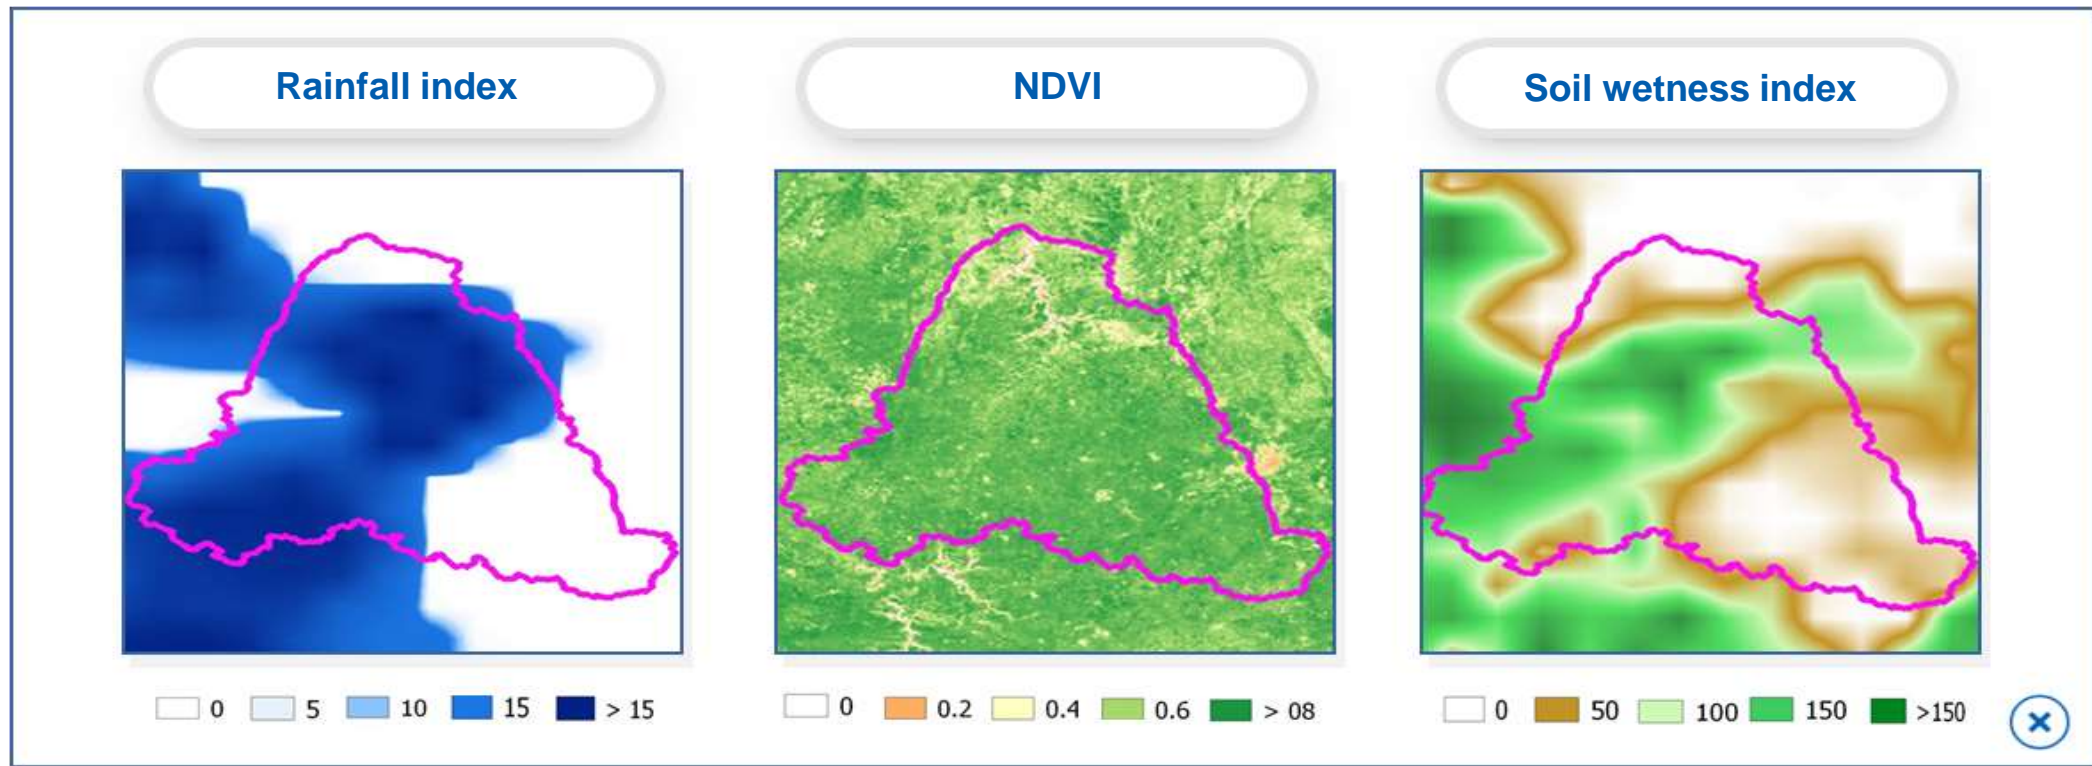 Rainfall index
NDVI
Soil wetness index
0 5 10 15 > 15
0 0.2 0.4 0.6 > 08
0 50 100 150 >150